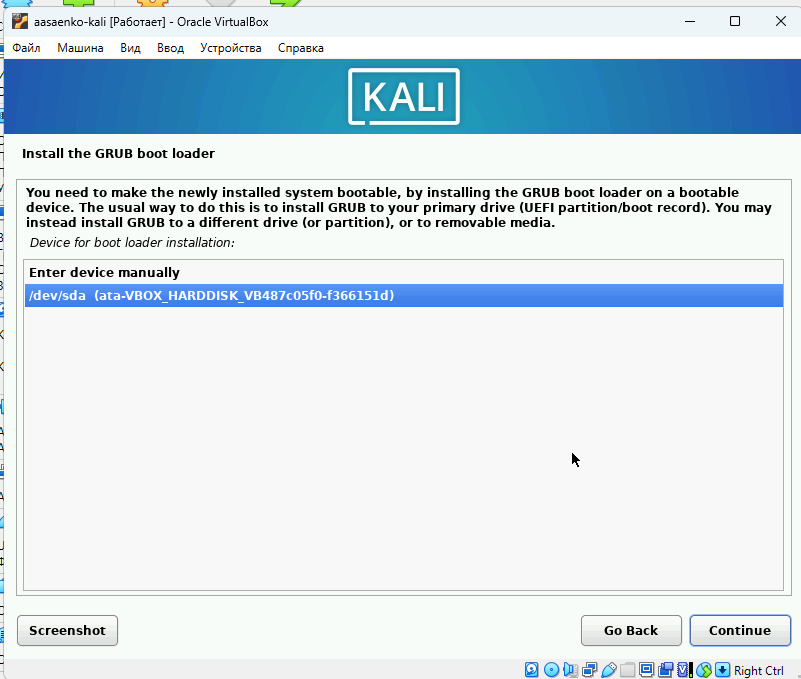 aasaenko-kali [Работает] - Oracle VirtualBox
Файл Машина Вид Ввод Устройства Справка
KALI
Install the GRUB boot loader
You need to make the newly installed system bootable, by installing the GRUB boot loader on a bootable
device. The usual way to do this is to install GRUB to your primary drive (UEFI partition/boot record). You may
instead install GRUB to a different drive (or partition), or to removable media.
Device for boot loader installation:
Enter device manually
/dev/sda (ata-VBOX_HARDDISK_VB487c05f0-f366151d)
Screenshot Go Back Continue
Right Ctrl